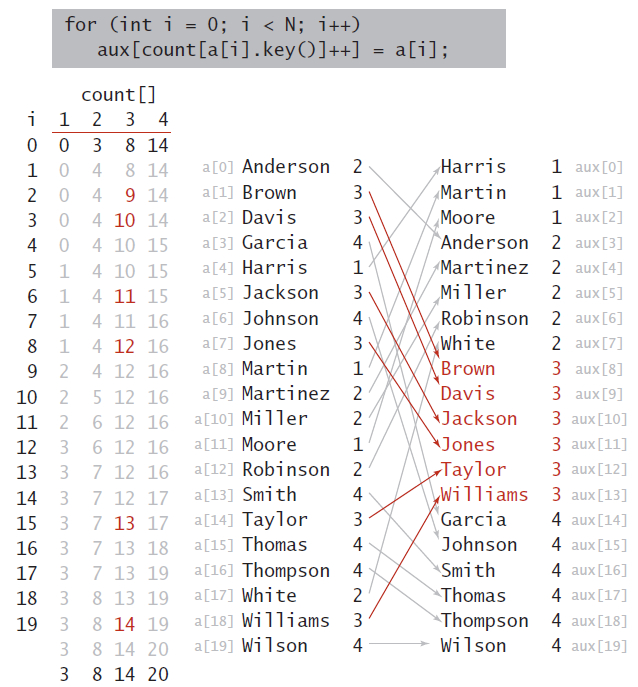 for (int i = 0; i < N; i++)
aux[count[a[i].key()]++] = a[i];
count[]
i 1 2 3 4
0 0 3 8 14
1 0 4 8 14 a[0] Anderson 2 Harris 1 aux[0]
2 0 4 9 14 a[1] Brown 3 Martin 1 aux[1]
3 0 4 10 14 a[2] Davis 3 Moore 1 aux[2]
4 0 4 10 15 a[3] Garcia 4 Anderson 2 aux[3]
5 1 4 10 15 a[4] Harris 1 Martinez 2 aux[4]
6 1 4 11 15 a[5] Jackson 3 Miller 2 aux[5]
7 1 4 11 16 a[6] Johnson 4 Robinson 2 aux[6]
8 1 4 12 16 a[7] Jones 3 White 2 aux[7]
9 2 4 12 16 a[8] Martin 1 Brown 3 aux[8]
10 2 5 12 16 a[9] Martinez 2 Davis 3 aux[9]
11 2 6 12 16 a[10] Miller 2 Jackson 3 aux[10]
12 3 6 12 16 a[11] Moore 1 Jones 3 aux[11]
13 3 7 12 16 a[12] Robinson 2 Taylor 3 aux[12]
14 3 7 12 17 a[13] Smith 4 Williams 3 aux[13]
15 3 7 13 17 a[14] Taylor 3 Garcia 4 aux[14]
16 3 7 13 18 a[15] Thomas 4 Johnson 4 aux[15]
17 3 7 13 19 a[16] Thompson 4 Smith 4 aux[16]
18 3 8 13 19 a[17] White 2 Thomas 4 aux[17]
19 3 8 14 19 a[18] Williams 3 Thompson 4 aux[18]
3 8 14 20 a[19] Wilson 4 Wilson 4 aux[19]
3 8 14 20